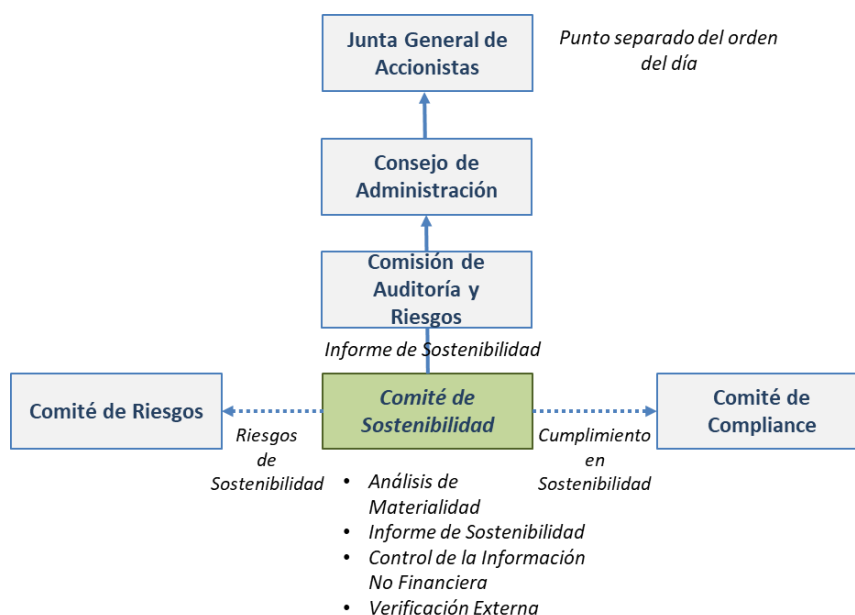 Junta General de
Accionistas
Punto separado del orden
del día
Consejo de
Administración
Comisión de
Auditoría y
Riesgos
Informe de Sostenibilidad
Comité de Riesgos
Comité de
Sostenibilidad
Comité de
Compliance
Riesgos
de
Sostenibilidad
Cumplimiento
en
Sostenibilidad
• Análisis de
Materialidad
• Informe de Sostenibilidad
• Control de la Información
No Financiera
• Verificación Externa